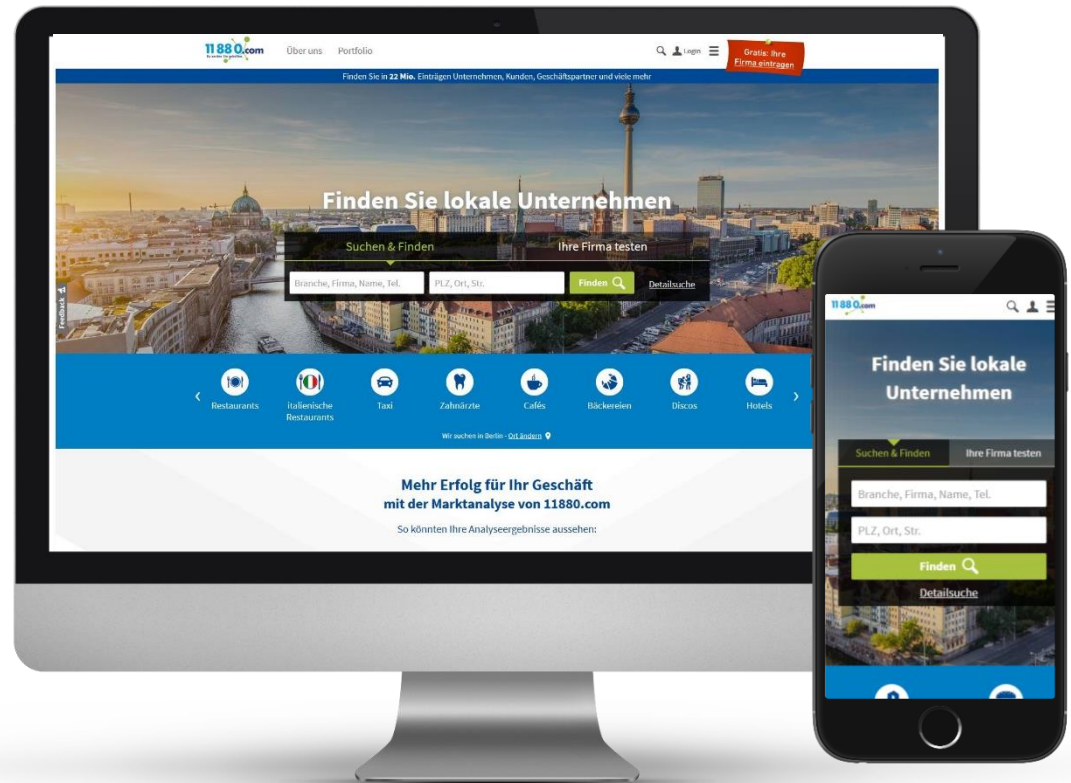 11880.com
Über uns Portfolio
Login
Gratis: Ihre
Firma eintragen
Finden Sie in 22 Mio. Einträgen Unternehmen, Kunden, Geschäftspartner und viele mehr
Finden Sie lokale Unternehmen
Suchen & Finden Ihre Firma testen
Branche, Firma, Name, Tel. PLZ, Ort, Str. Finden Detailsuche
Feedback
Restaurants italienische Taxi Zahnärzte Cafés Bäckereien Discos Hotels
Restaurants
Wir suchen in Berlin - Ort ändern
Mehr Erfolg für Ihr Geschäft
mit der Marktanalyse von 11880.com
So könnten Ihre Analyseergebnisse aussehen:
11880.com
Finden Sie lokale
Unternehmen
Suchen & Finden Ihre Firma testen
Branche, Firma, Name, Tel.
PLZ, Ort, Str.
Finden
Detailsuche